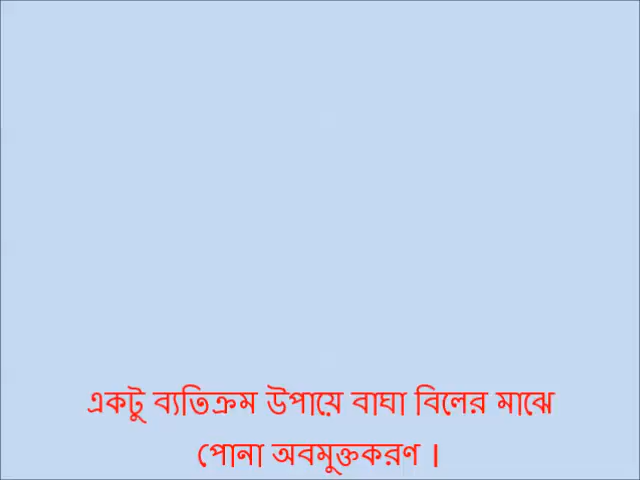 একটু ব্যতিক্রম উপায়ে বাঘা বিলের মাঝে
পোনা অবমুক্তকরণ ।